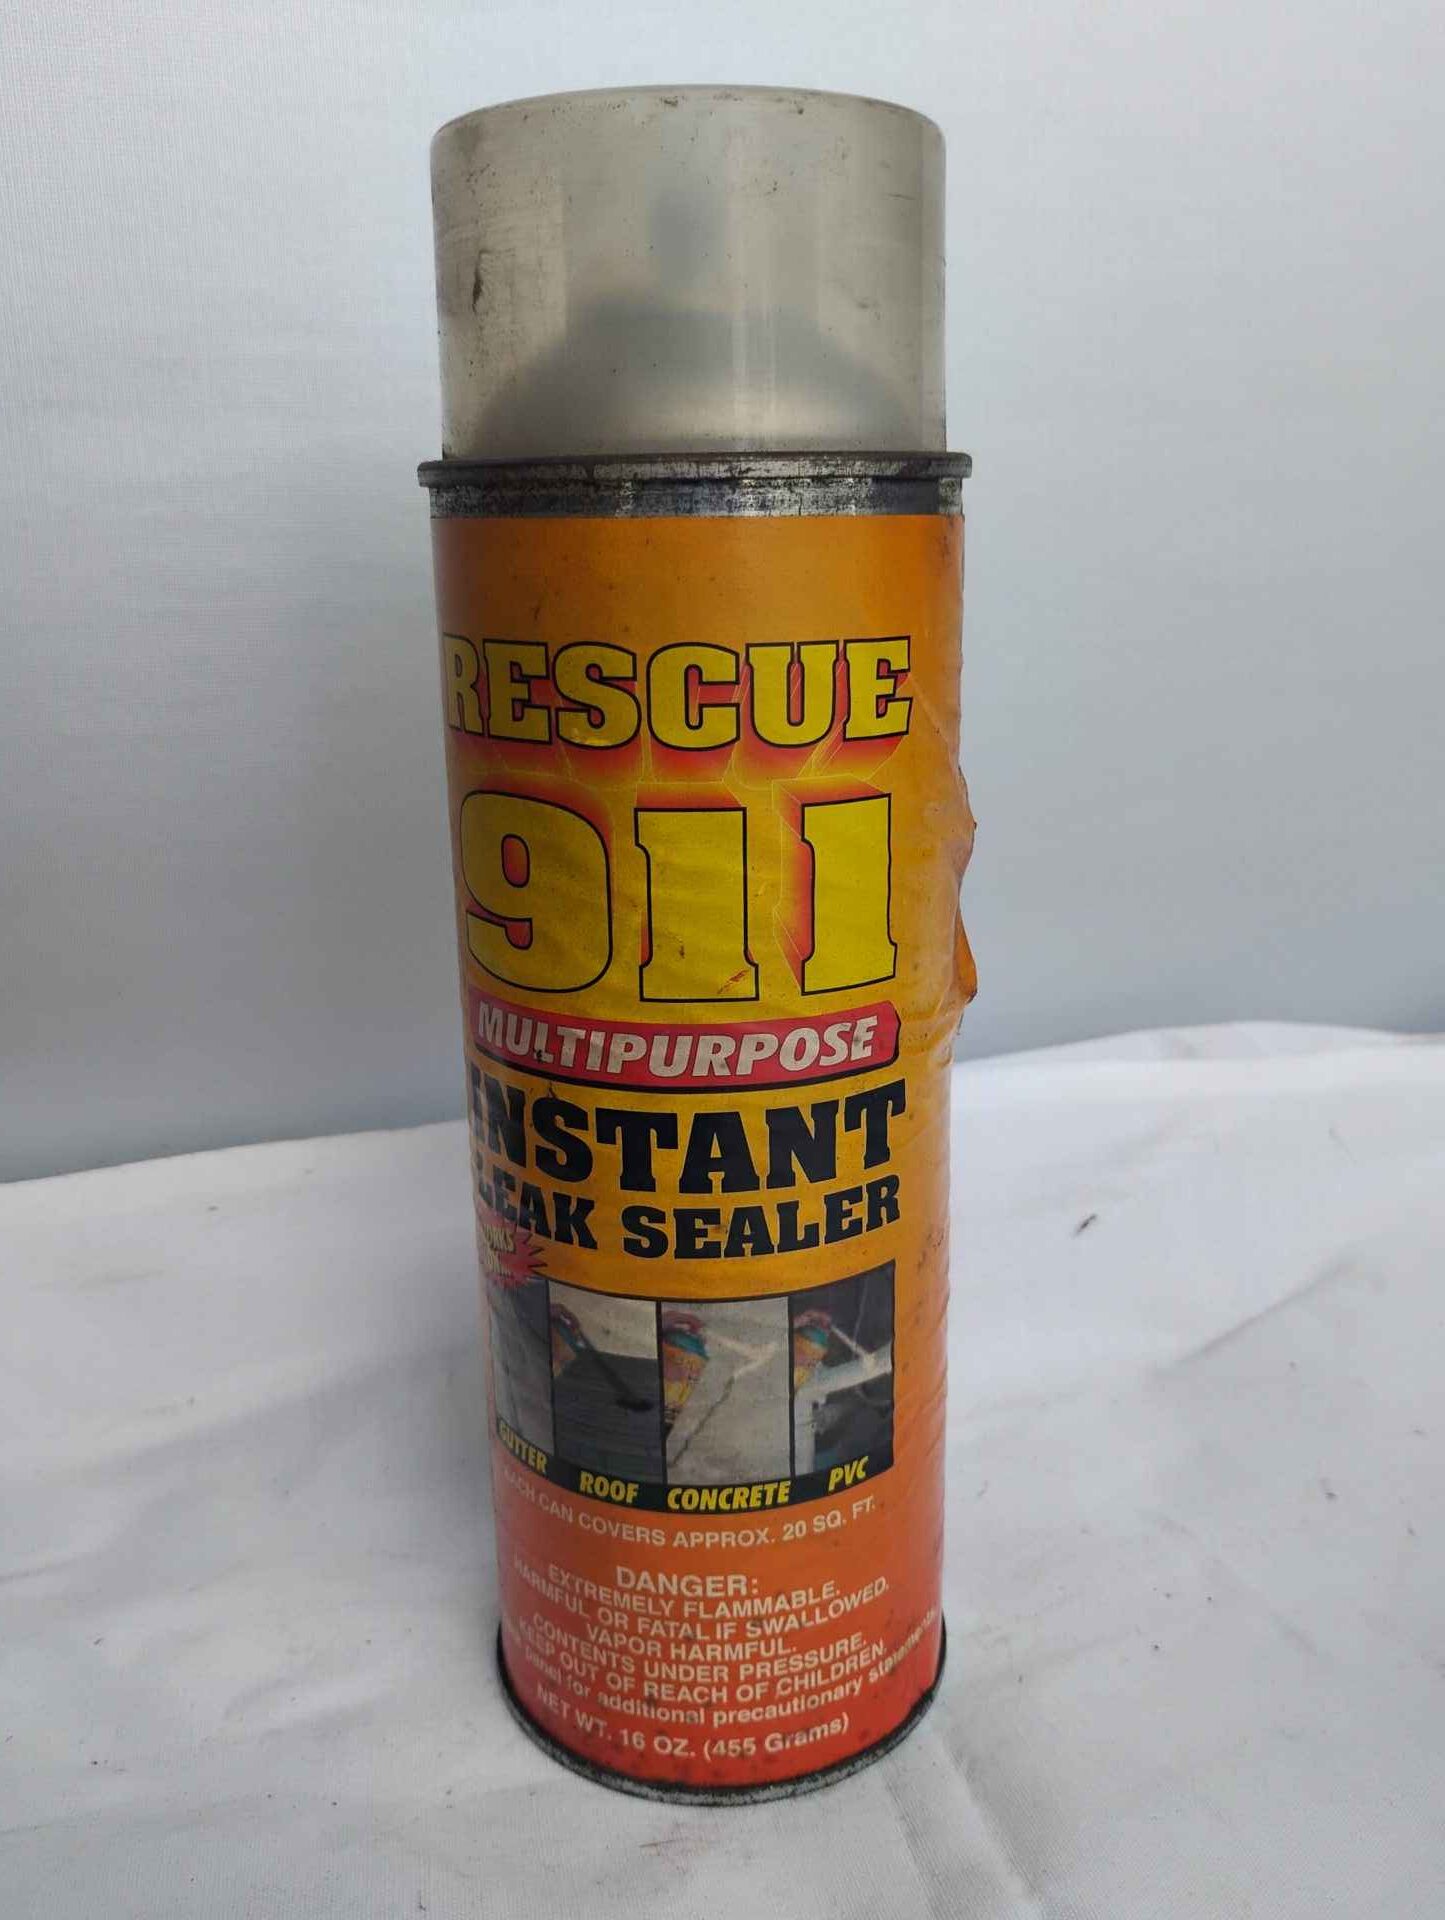 RESCUE
911
MULTIPURPOSE
INSTANT
LEAK SEALER
GUTTER ROOF CONCRETE PVC
EACH CAN COVERS APPROX. 20 SQ. FT.
DANGER:
EXTREMELY FLAMMABLE.
HARMFUL OR FATAL IF SWALLOWED.
VAPOR HARMFUL.
CONTENTS UNDER PRESSURE.
KEEP OUT OF REACH OF CHILDREN.
panel for additional precautionary statements
NET WT. 16 OZ. (455 Grams)